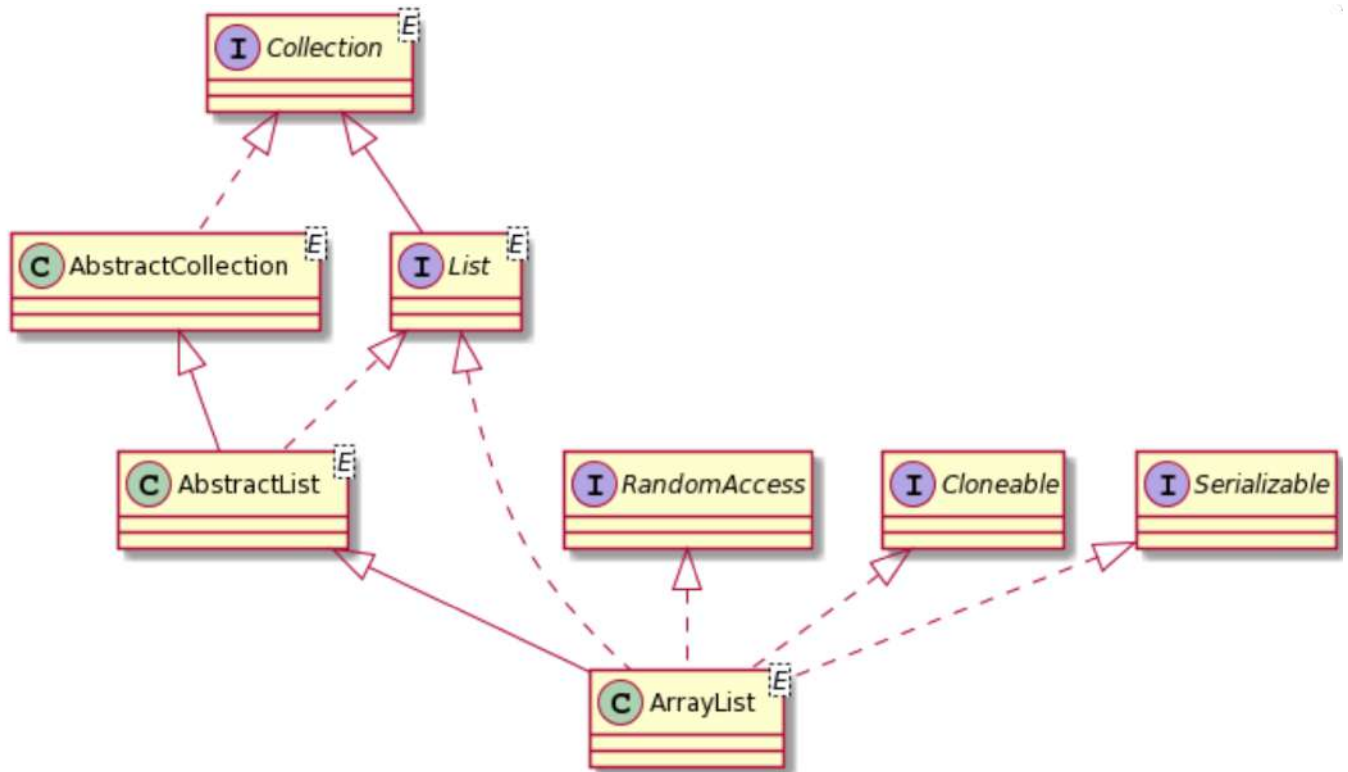 E
I Collection
E
E
C AbstractCollection
I List
E
C AbstractList
I RandomAccess
I Cloneable
I Serializable
E
C ArrayList